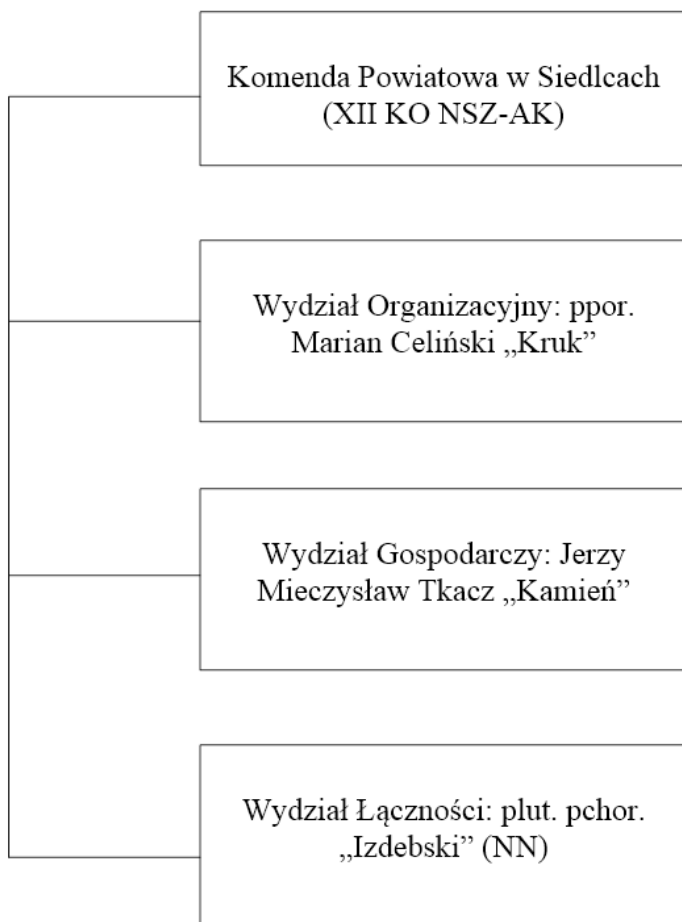 Komenda Powiatowa w Siedlcach
(XII KO NSZ-AK)
Wydział Organizacyjny: ppor.
Marian Celiński „Kruk”
Wydział Gospodarczy: Jerzy
Mieczysław Tkacz „Kamień”
Wydział Łączności: plut. pchor.
„Izdebski” (NN)